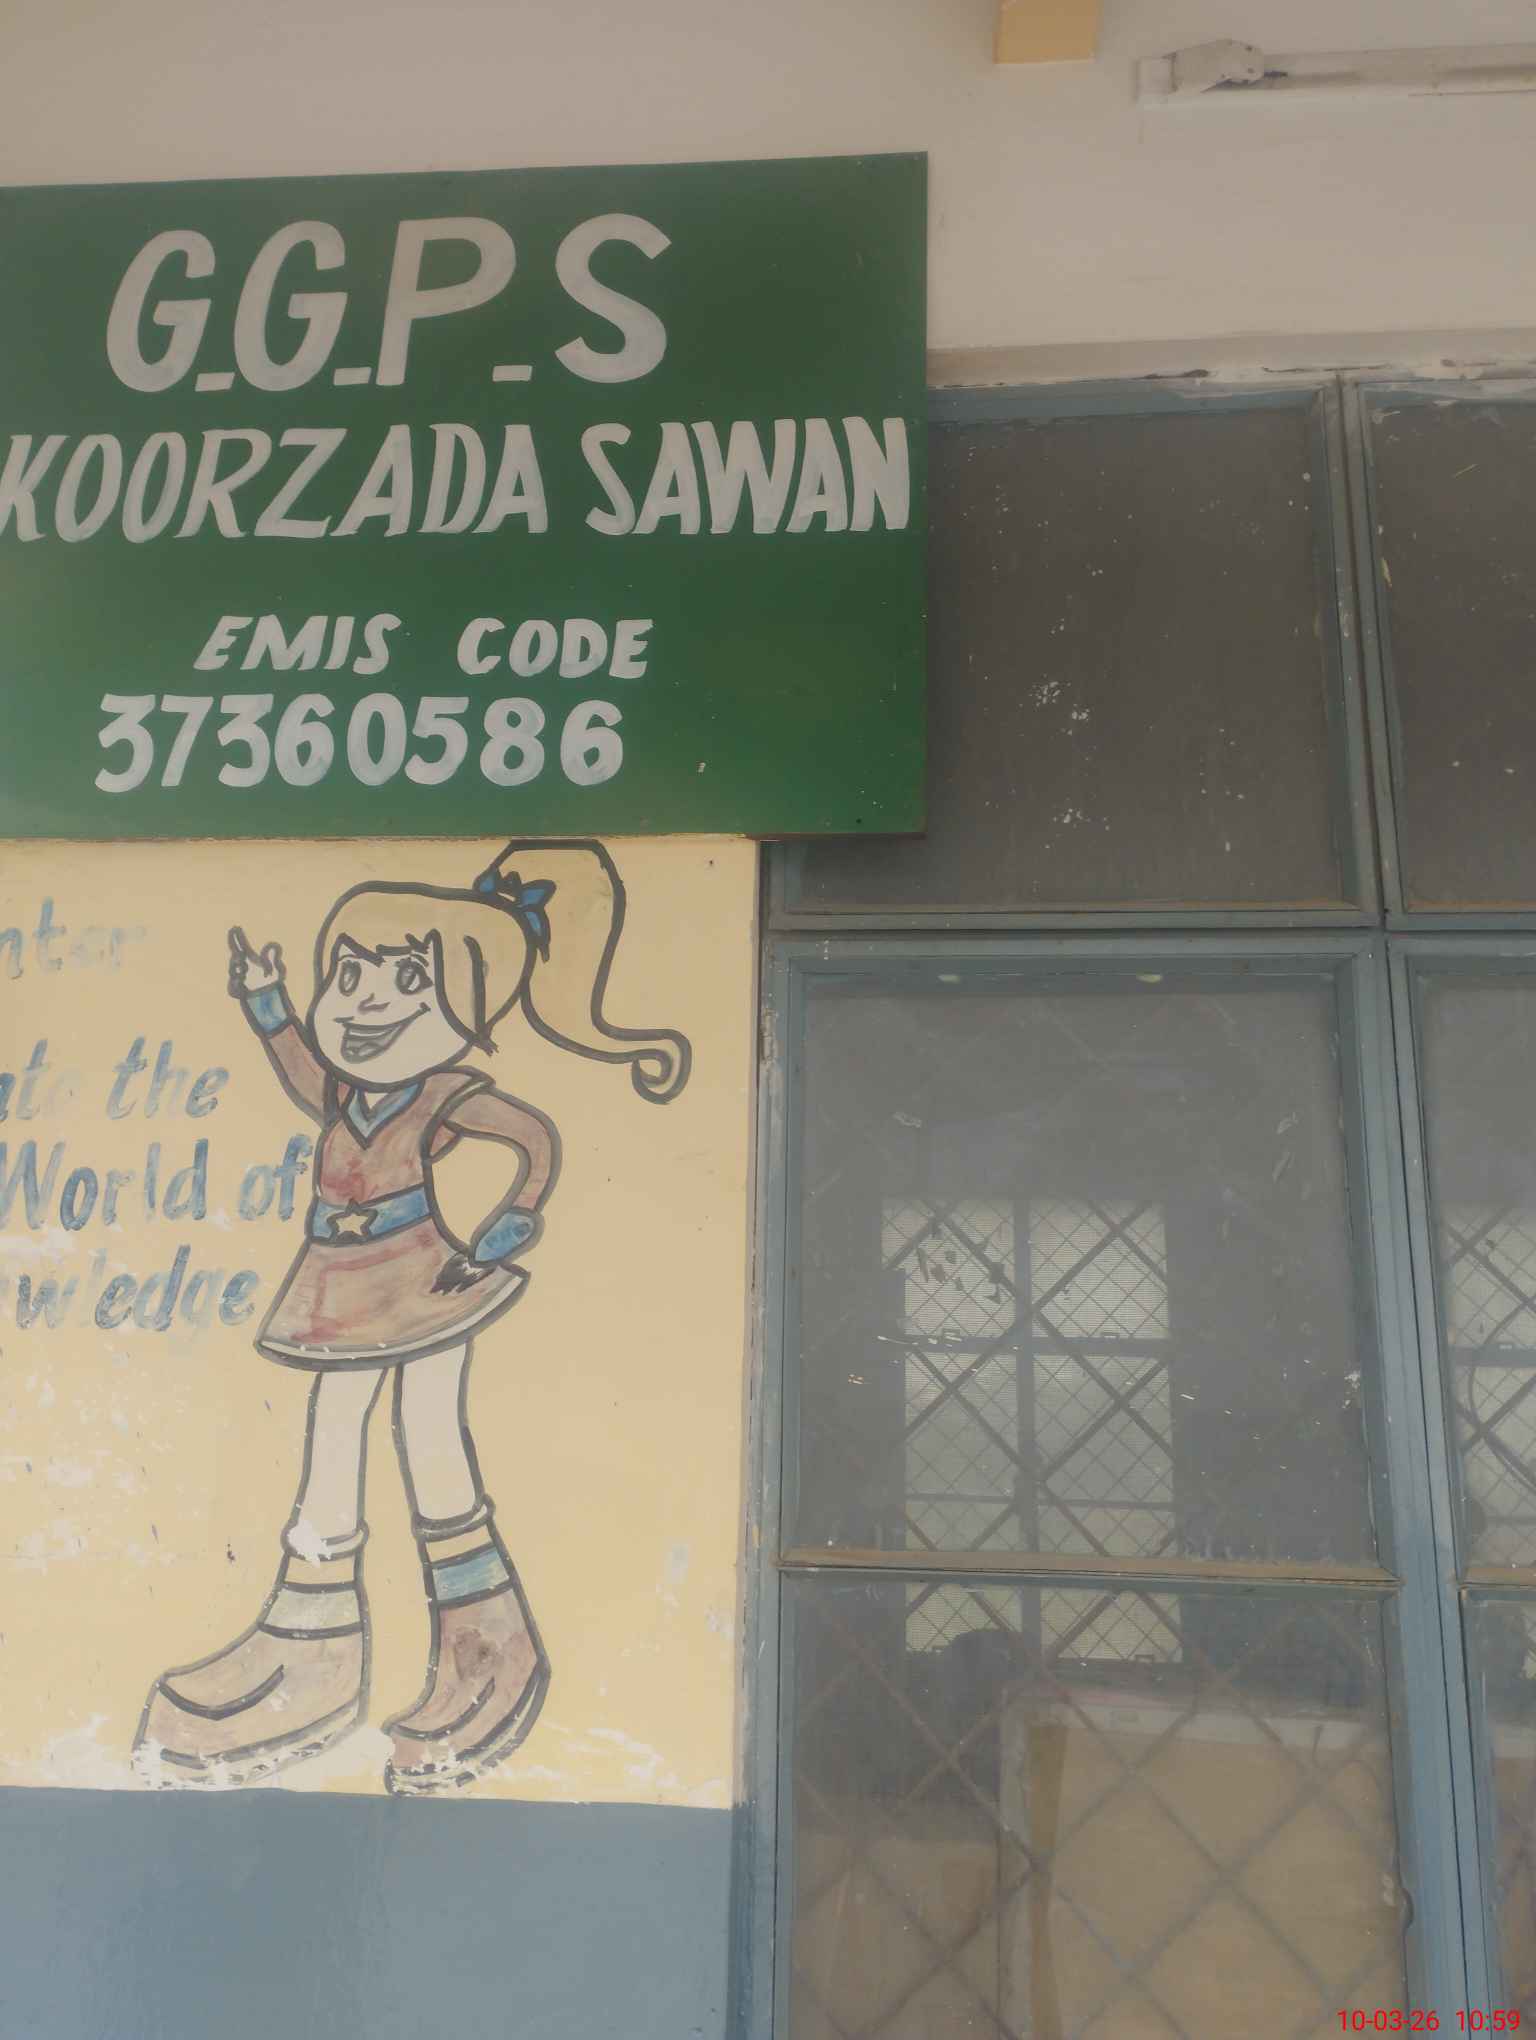 G.G.P.S
KOORZADA SAWAN
EMIS CODE
37360586
the
World of
10-03-26 10:59